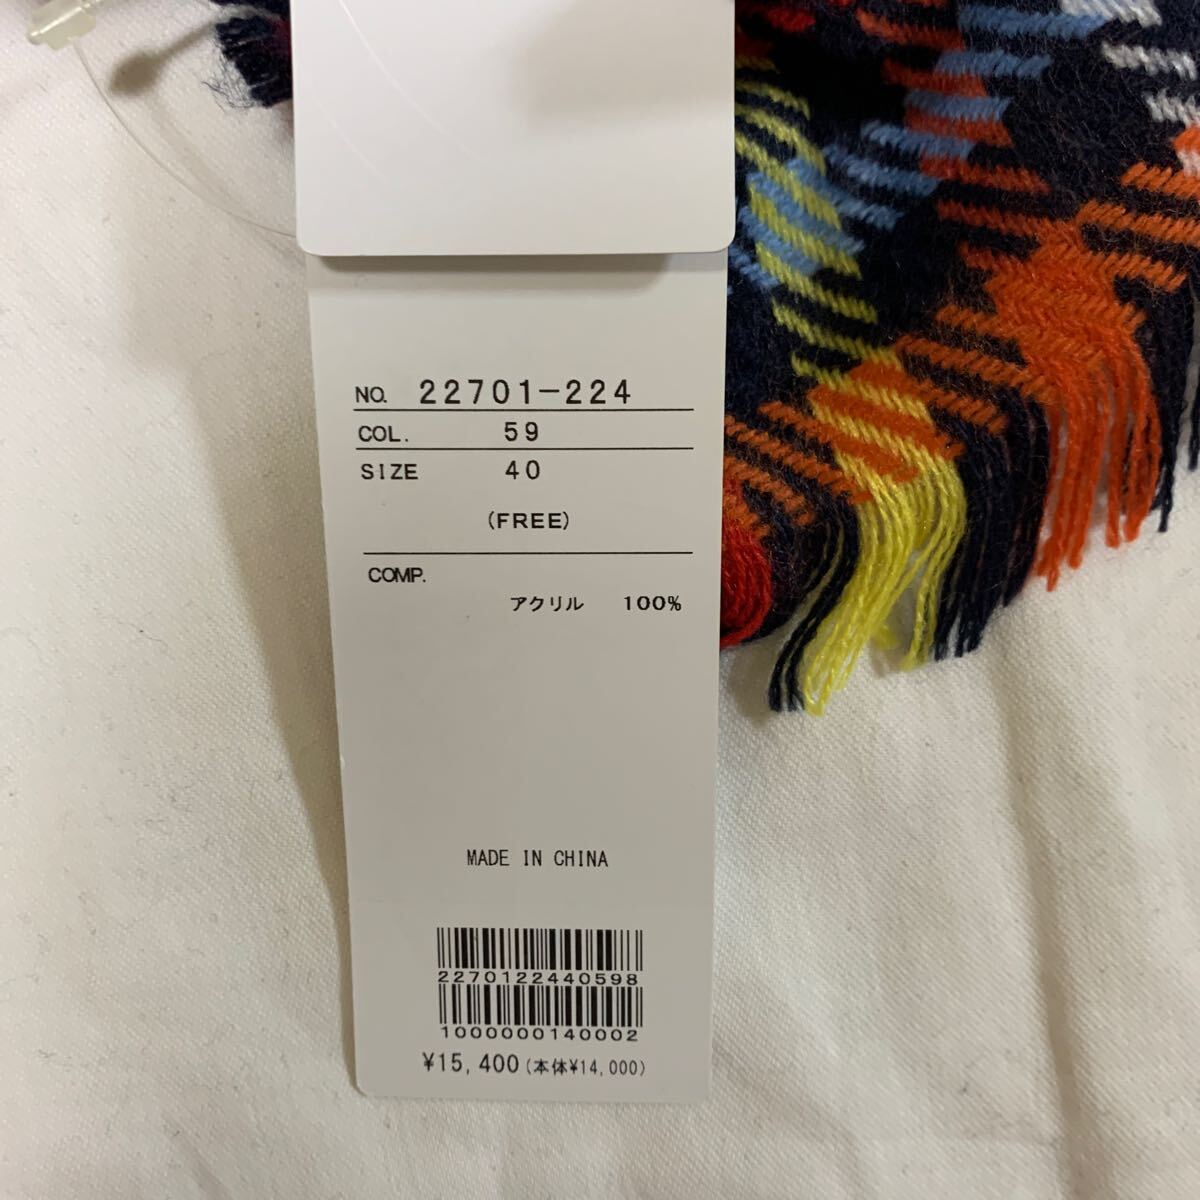 NO. 22701-224
COL. 59
SIZE 40
(FREE)
COMP.
アクリル 100%
MADE IN CHINA
2270122440598
1000000140002
¥15,400(本体¥14,000)